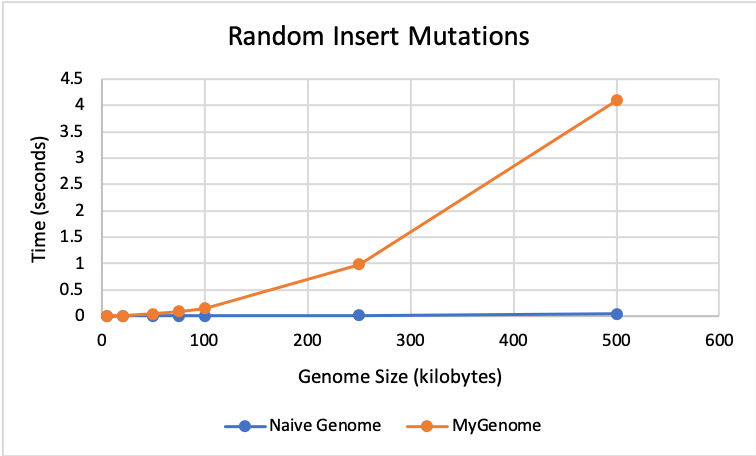 Random Insert Mutations
4.5
4
3.5
3
2.5
2
1.5
1
0.5
0
Time (seconds)
0 100 200 300 400 500 600
Genome Size (kilobytes)
Naive Genome MyGenome